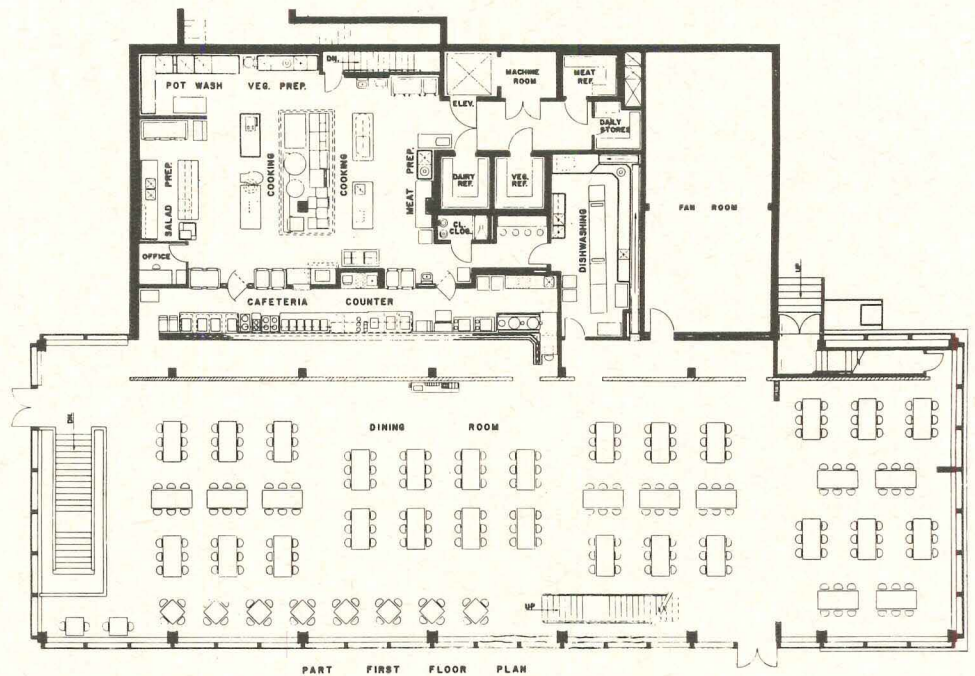 DN.
POT WASH VEG. PREP.
MACHINE
ROOM
MEAT
REF.
ELEV.
DAILY
STORES
SALAD PREP.
COOKING
COOKING
MEAT PREP.
DAIRY
REF.
VEG.
REF.
FAN ROOM
CL.
CLOG.
DISHWASHING
OFFICE
CAFETERIA COUNTER
UP
DN.
DINING ROOM
UP
PART FIRST FLOOR PLAN